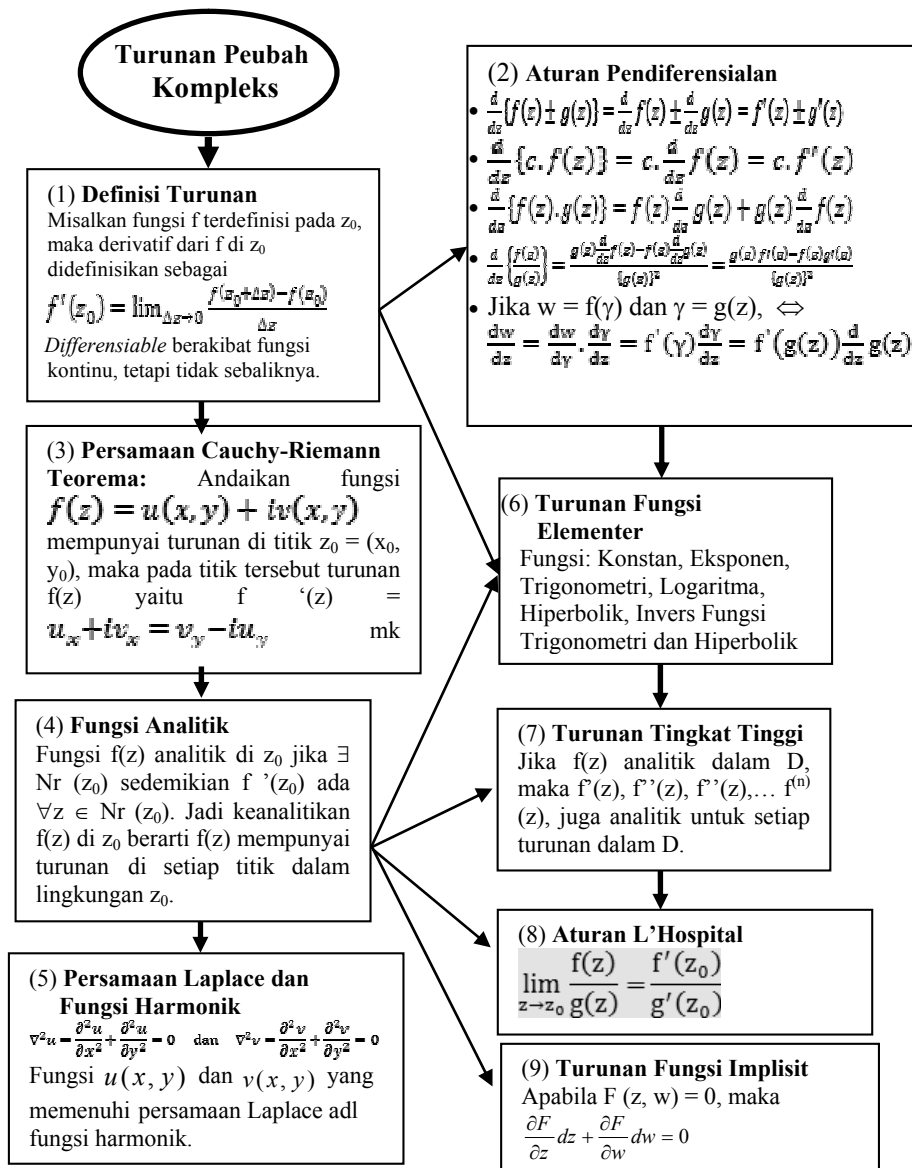 Turunan Peubah
Kompleks
(1) Definisi Turunan
Misalkan fungsi f terdefinisi pada z₀,
maka derivatif dari f di z₀
didefinisikan sebagai
f'(z₀) = lim_{Δz→0} (f(z₀+Δz)−f(z₀))/Δz
Differensiable berakibat fungsi
kontinu, tetapi tidak sebaliknya.
(2) Aturan Pendiferensialan
• d/dz {f(z) ± g(z)} = d/dz f(z) ± d/dz g(z) = f'(z) ± g'(z)
• d/dz {c. f(z)} = c. d/dz f(z) = c. f'(z)
• d/dz {f(z). g(z)} = f(z) d/dz g(z) + g(z) d/dz f(z)
• d/dz {f(z)/g(z)} = (g(z) d/dz f(z) − f(z) d/dz g(z))/{g(z)}² = (g(z) f'(z) − f(z) g'(z))/{g(z)}²
• Jika w = f(γ) dan γ = g(z), ⇔
dw/dz = dw/dγ . dγ/dz = f'(γ) dγ/dz = f'(g(z)) d/dz g(z)
(3) Persamaan Cauchy-Riemann
Teorema: Andaikan fungsi
f(z) = u(x,y) + iv(x,y)
mempunyai turunan di titik z₀ = (x₀,
y₀), maka pada titik tersebut turunan
f(z) yaitu f ‘(z) =
uₓ+ivₓ = v_y−iu_y mk
(4) Fungsi Analitik
Fungsi f(z) analitik di z₀ jika ∃
Nr (z₀) sedemikian f ’(z₀) ada
∀z ∈ Nr (z₀). Jadi keanalitikan
f(z) di z₀ berarti f(z) mempunyai
turunan di setiap titik dalam
lingkungan z₀.
(5) Persamaan Laplace dan
Fungsi Harmonik
∇²u = ∂²u/∂x² + ∂²u/∂y² = 0 dan ∇²v = ∂²v/∂x² + ∂²v/∂y² = 0
Fungsi u(x, y) dan v(x, y) yang
memenuhi persamaan Laplace adl
fungsi harmonik.
(6) Turunan Fungsi
Elementer
Fungsi: Konstan, Eksponen,
Trigonometri, Logaritma,
Hiperbolik, Invers Fungsi
Trigonometri dan Hiperbolik
(7) Turunan Tingkat Tinggi
Jika f(z) analitik dalam D,
maka f’(z), f’’(z), f’’(z),… f⁽ⁿ⁾
(z), juga analitik untuk setiap
turunan dalam D.
(8) Aturan L’Hospital
lim_{z→z₀} f(z)/g(z) = f′(z₀)/g′(z₀)
(9) Turunan Fungsi Implisit
Apabila F (z, w) = 0, maka
∂F/∂z dz + ∂F/∂w dw = 0